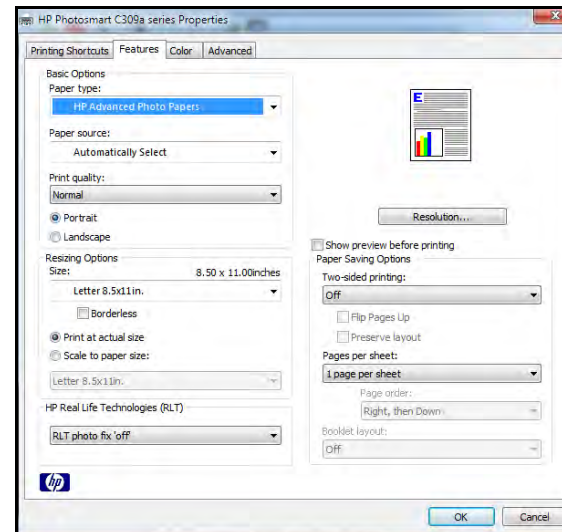 HP Photosmart C309a series Properties
Printing Shortcuts Features Color Advanced
Basic Options
Paper type:
HP Advanced Photo Papers
Paper source:
Automatically Select
Print quality:
Normal
Portrait
Landscape
Resizing Options
Size: 8.50 x 11.00inches
Letter 8.5x11in.
Borderless
Print at actual size
Scale to paper size:
Letter 8.5x11in.
HP Real Life Technologies (RLT)
RLT photo fix 'off'
hp
E
Resolution...
Show preview before printing
Paper Saving Options
Two-sided printing:
Off
Flip Pages Up
Preserve layout
Pages per sheet:
1 page per sheet
Page order:
Right, then Down
Booklet layout:
Off
OK Cancel